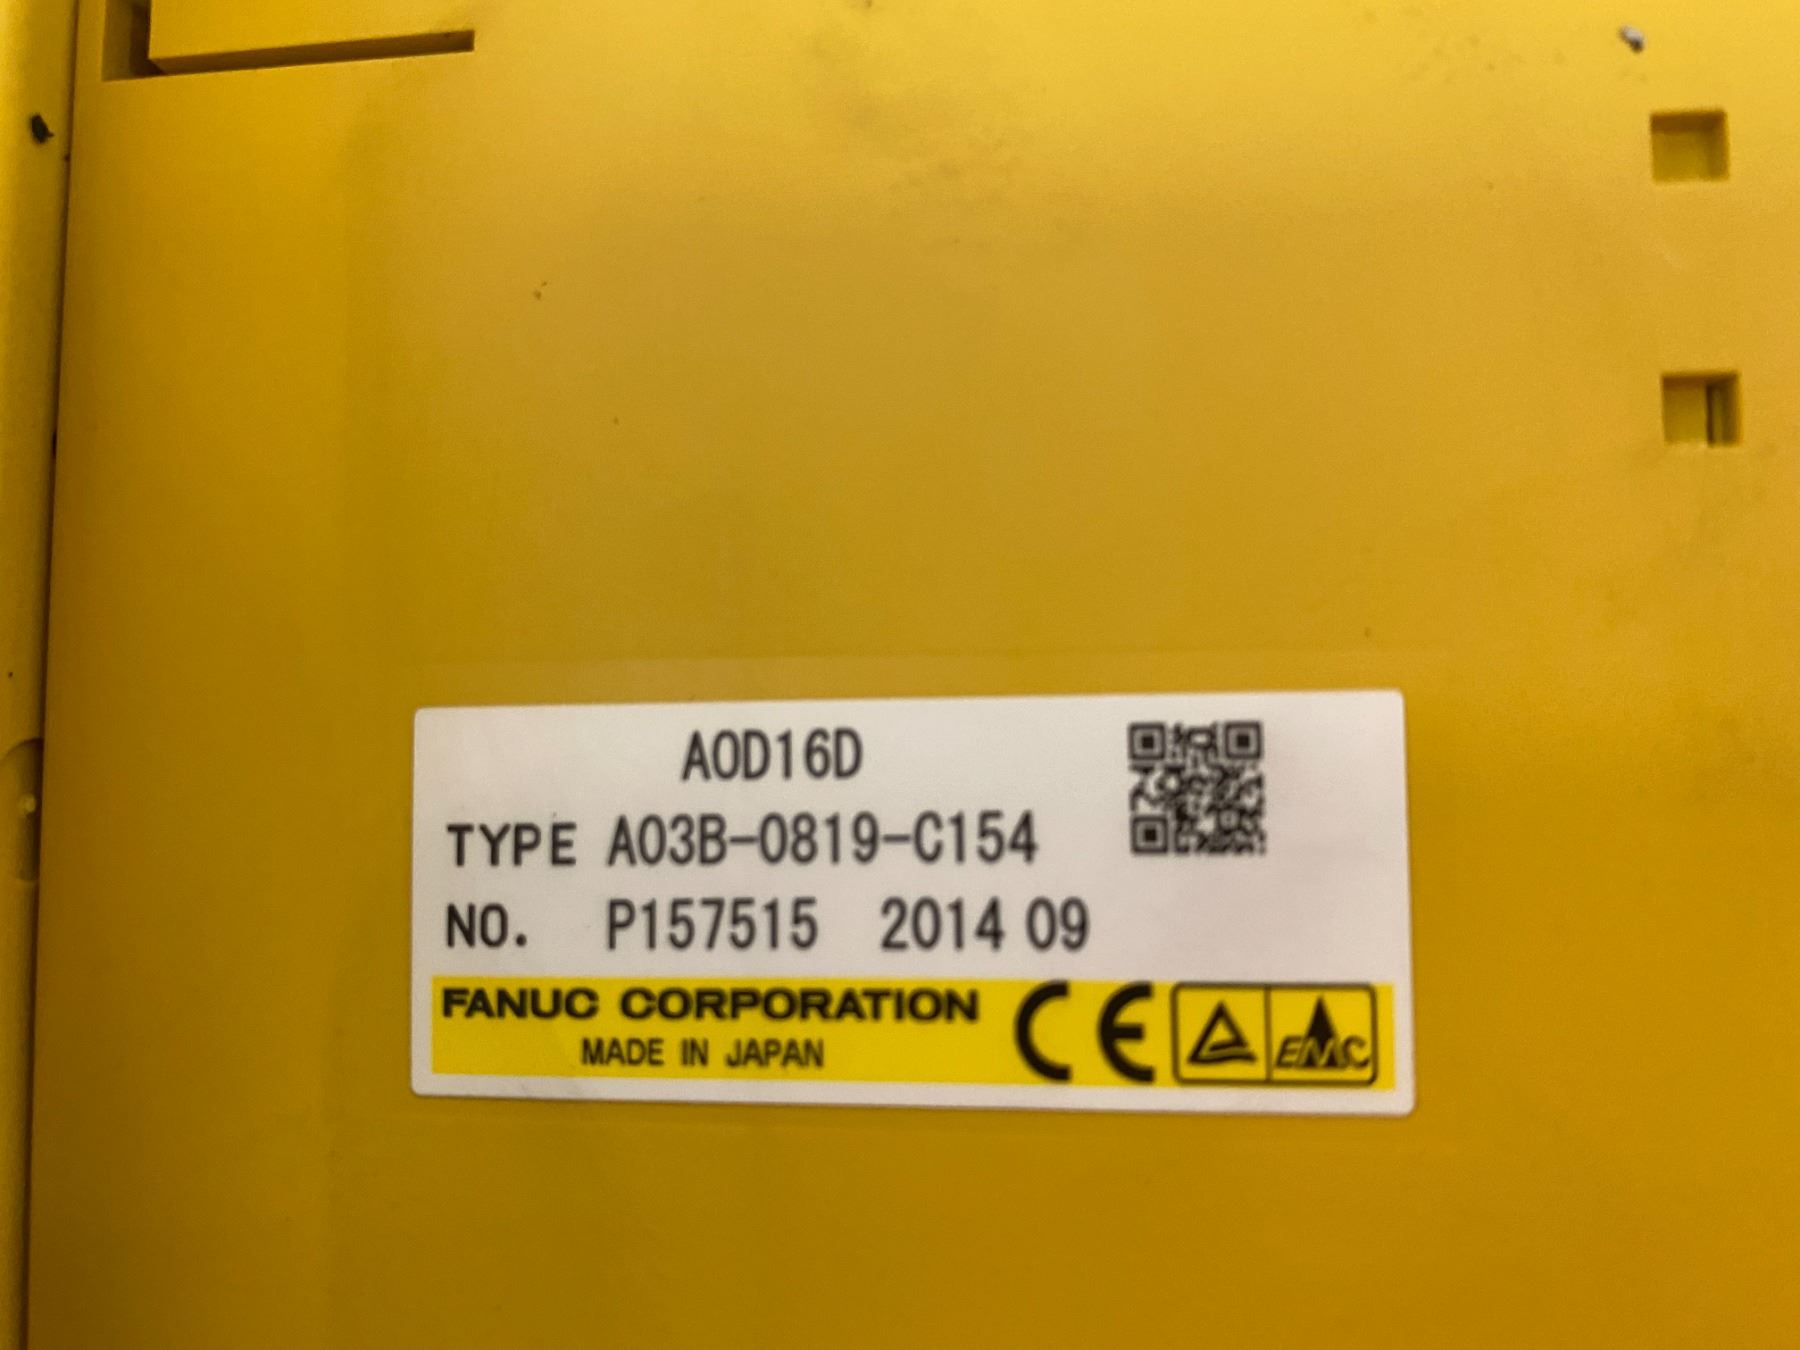 AOD16D
TYPE A03B-0819-C154
NO. P157515 2014 09
FANUC CORPORATION
MADE IN JAPAN
CE
EMC